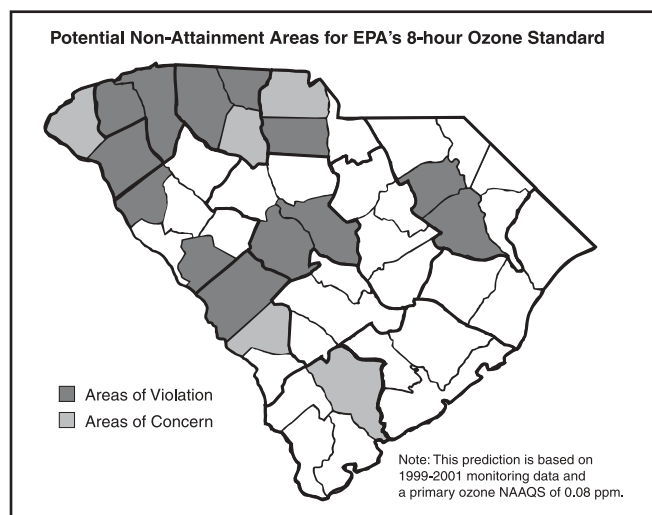 Potential Non-Attainment Areas for EPA's 8-hour Ozone Standard
Areas of Violation
Areas of Concern
Note: This prediction is based on
1999-2001 monitoring data and
a primary ozone NAAQS of 0.08 ppm.